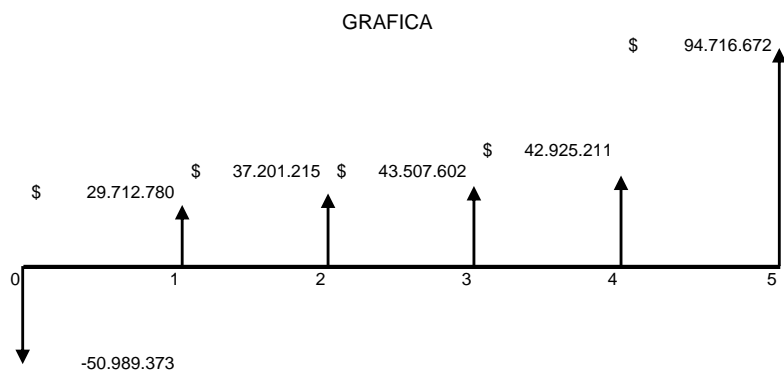 GRAFICA
$ 94.716.672
$ 42.925.211
$ 37.201.215 $ 43.507.602
$ 29.712.780
0 1 2 3 4 5
-50.989.373